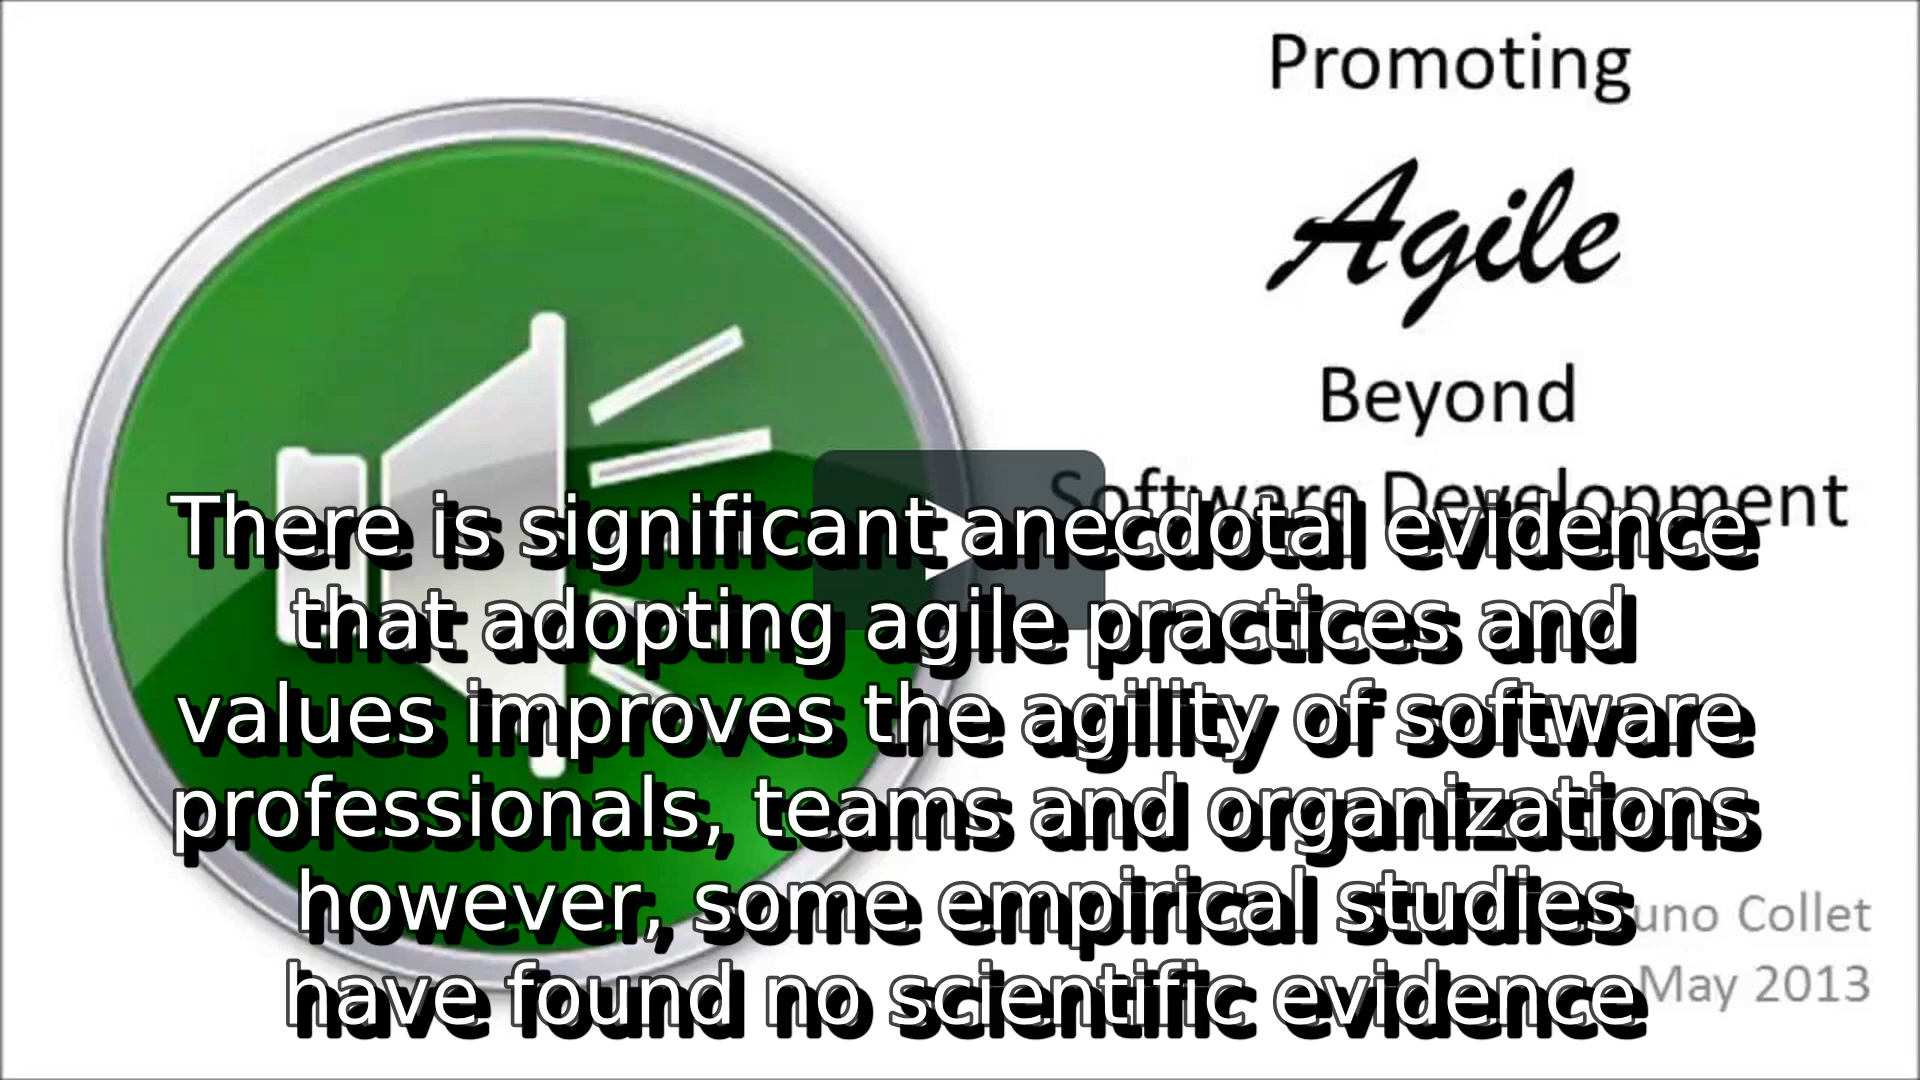 Promoting
Agile
Beyond
Software Development
There is significant anecdotal evidence
that adopting agile practices and
values improves the agility of software
professionals, teams and organizations
however, some empirical studies
have found no scientific evidence
Collet
May 2013